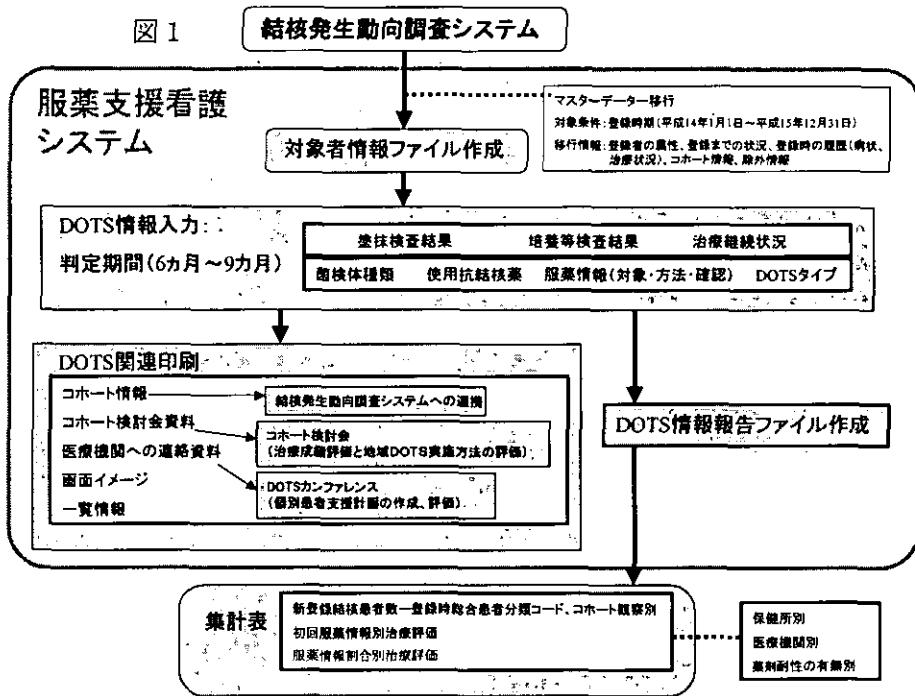 図1
結核発生動向調査システム
服薬支援看護
システム
マスターデーター移行
対象条件:登録時期(平成14年1月1日~平成15年12月31日)
移行情報:登録者の属性、登録までの状況、登録時の履歴(病状、
治療状況)、コホート情報、除外情報
対象者情報ファイル作成
DOTS情報入力:
判定期間(6カ月~9カ月)
塗抹検査結果 培養等検査結果 治療継続状況
菌検体種類 使用抗結核薬 服薬情報(対象・方法・確認) DOTSタイプ
DOTS関連印刷
コホート情報
結核発生動向調査システムへの連携
コホート検討会資料
コホート検討会
(治療成績評価と地域DOTS実施方法の評価)
医療機関への連絡資料
画面イメージ
DOTSカンファレンス
(個別患者支援計画の作成、評価)
一覧情報
DOTS情報報告ファイル作成
集計表
新登録結核患者数―登録時総合患者分類コード、コホート観察別
初回服薬情報別治療評価
服薬情報割合別治療評価
保健所別
医療機関別
薬剤耐性の有無別